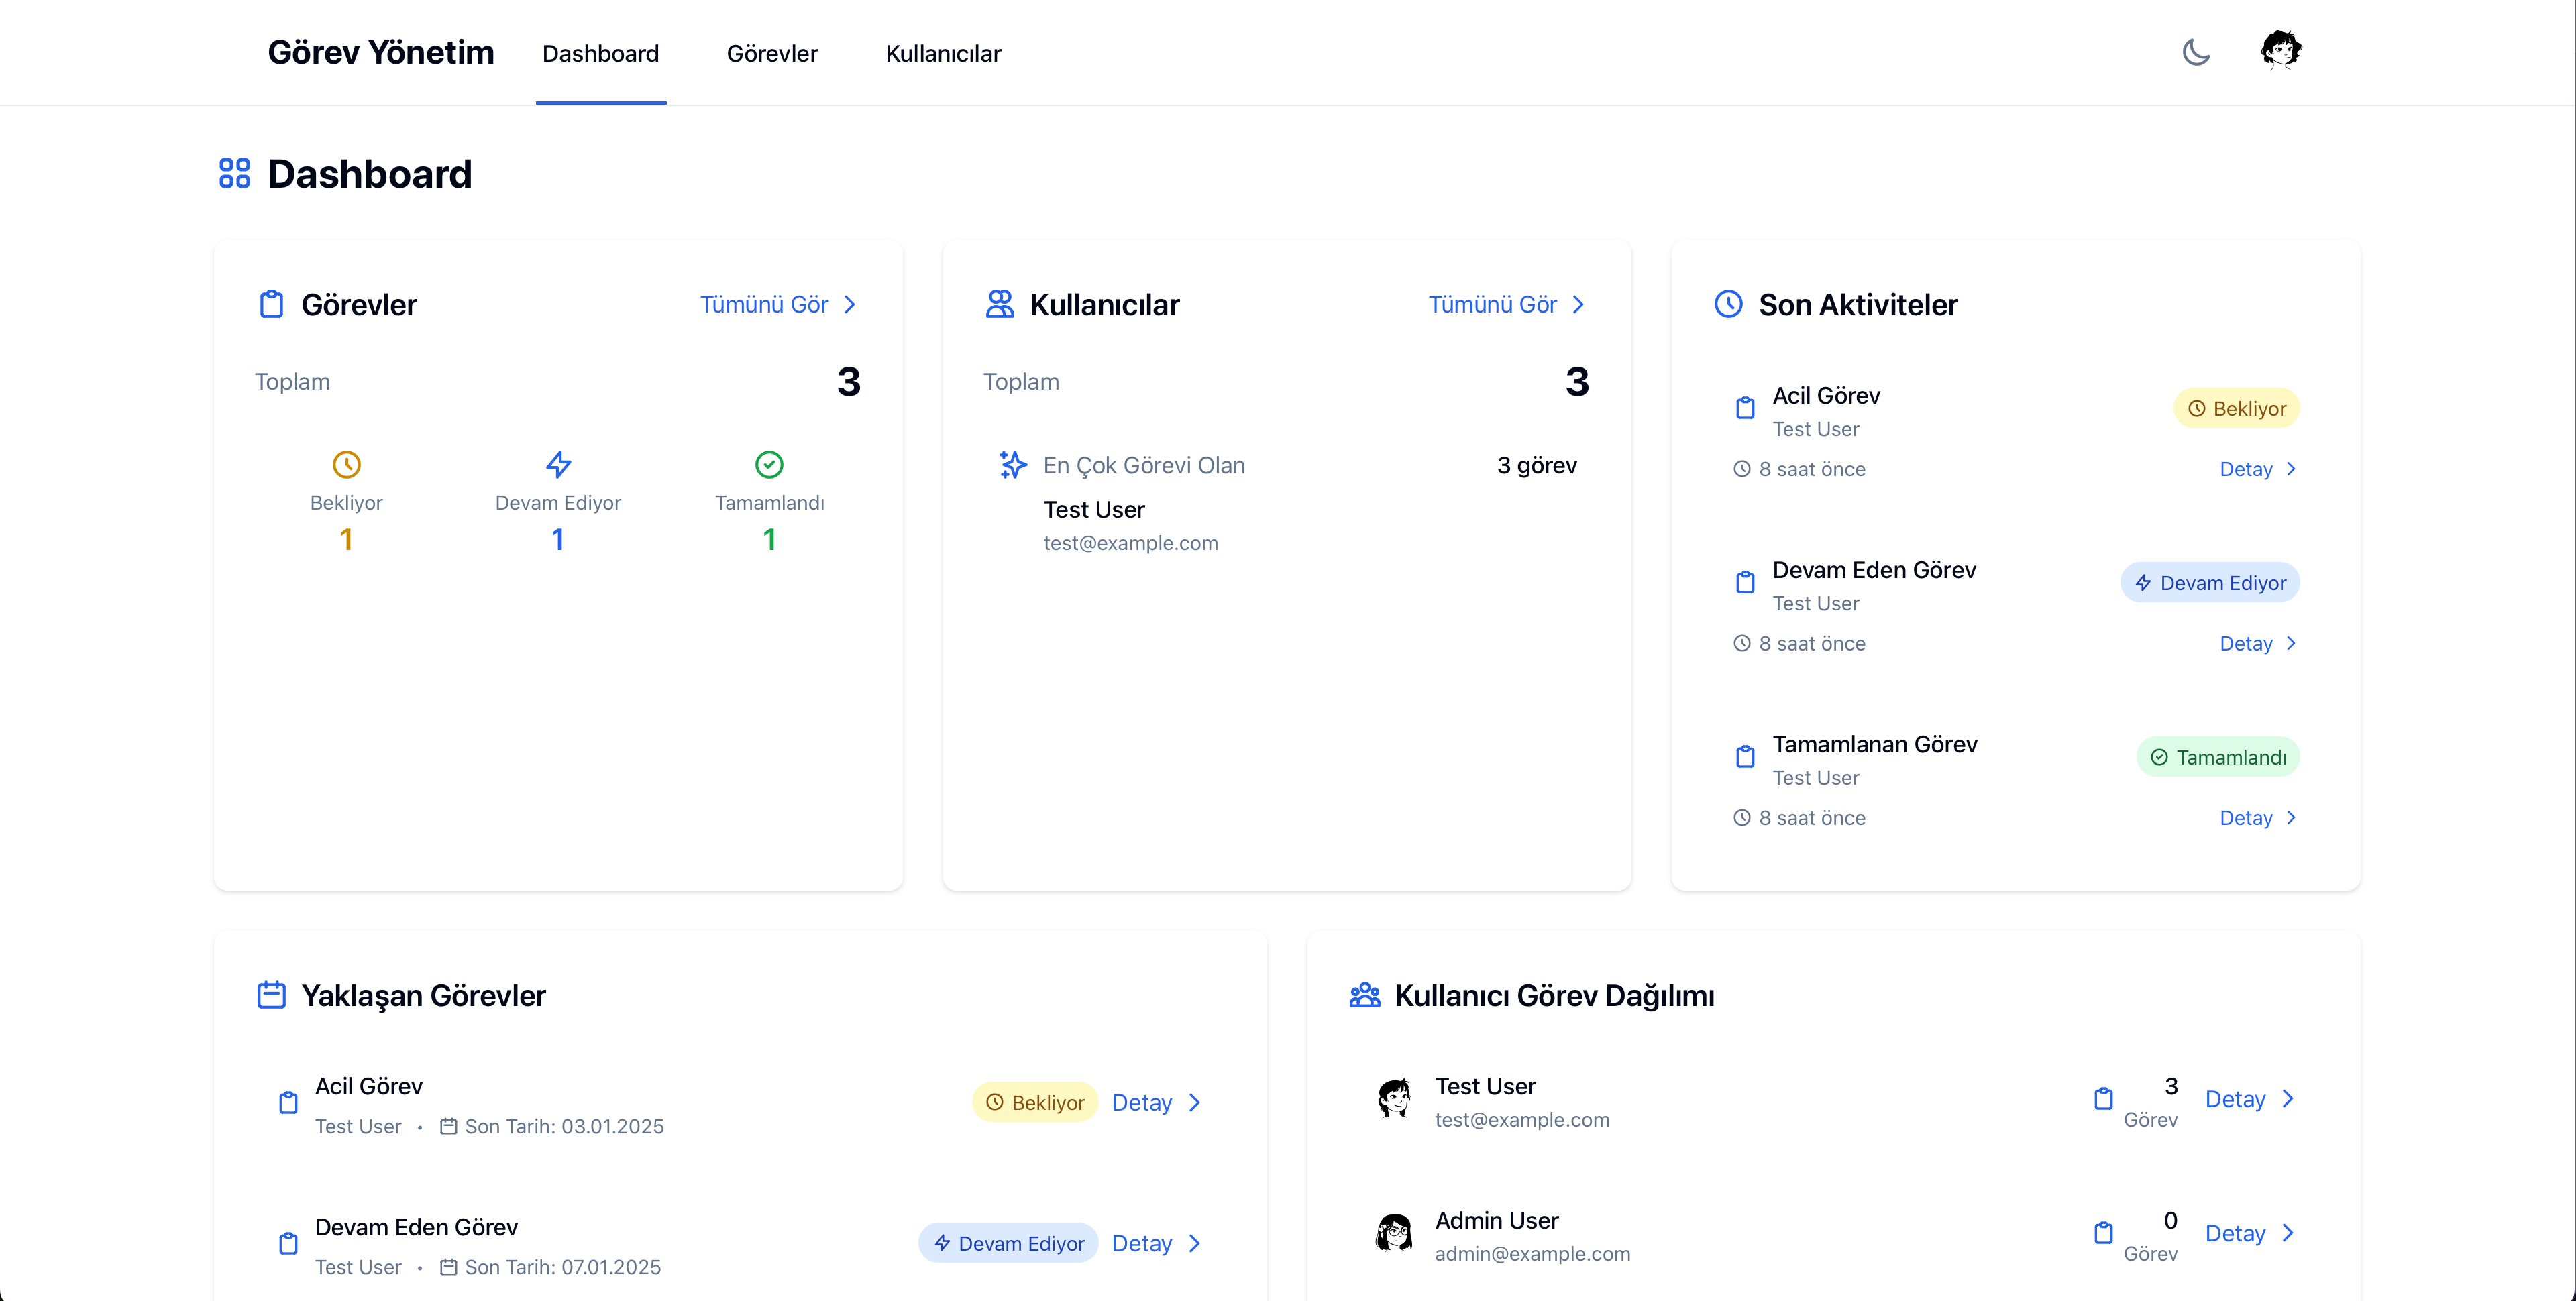 Görev Yönetim
Dashboard
Görevler
Kullanıcılar
Dashboard
Görevler
Tümünü Gör
Toplam
3
Bekliyor
1
Devam Ediyor
1
Tamamlandı
1
Kullanıcılar
Tümünü Gör
Toplam
3
En Çok Görevi Olan
3 görev
Test User
test@example.com
Son Aktiviteler
Acil Görev
Test User
Bekliyor
8 saat önce
Detay
Devam Eden Görev
Test User
Devam Ediyor
8 saat önce
Detay
Tamamlanan Görev
Test User
Tamamlandı
8 saat önce
Detay
Yaklaşan Görevler
Acil Görev
Test User • Son Tarih: 03.01.2025
Bekliyor
Detay
Devam Eden Görev
Test User • Son Tarih: 07.01.2025
Devam Ediyor
Detay
Kullanıcı Görev Dağılımı
Test User
test@example.com
3
Görev
Detay
Admin User
admin@example.com
0
Görev
Detay